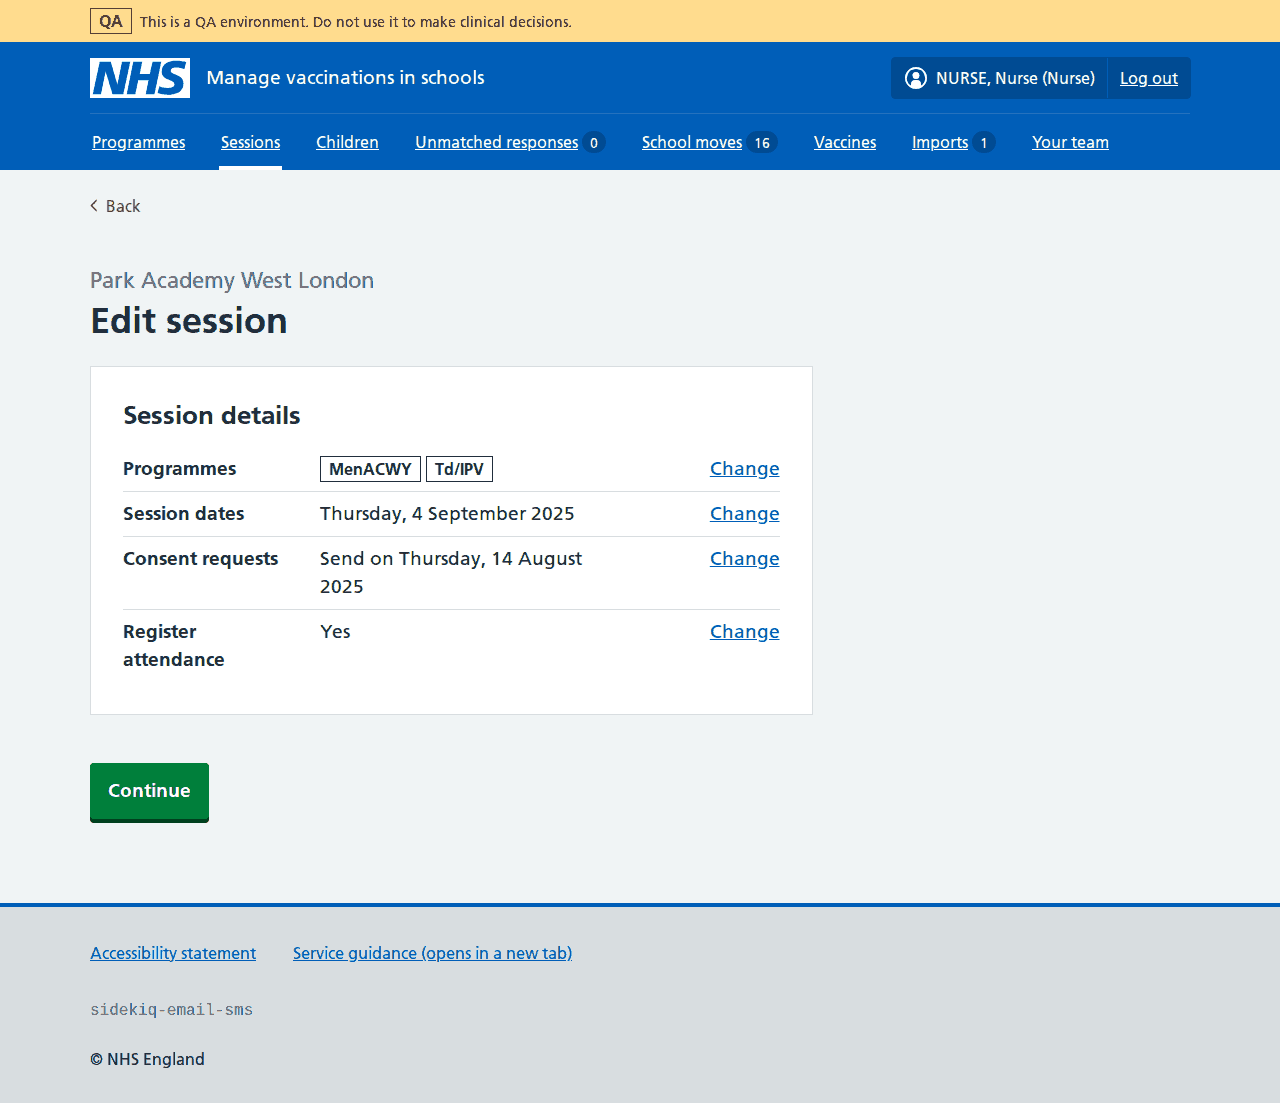 QA This is a QA environment. Do not use it to make clinical decisions.
NHS Manage vaccinations in schools NURSE, Nurse (Nurse) Log out
Programmes Sessions Children Unmatched responses 0 School moves 16 Vaccines Imports 1 Your team
Back
Park Academy West London
Edit session
Session details
Programmes MenACWY Td/IPV Change
Session dates Thursday, 4 September 2025 Change
Consent requests Send on Thursday, 14 August Change
2025
Register Yes Change
attendance
Continue
Accessibility statement Service guidance (opens in a new tab)
sidekiq-email-sms
© NHS England